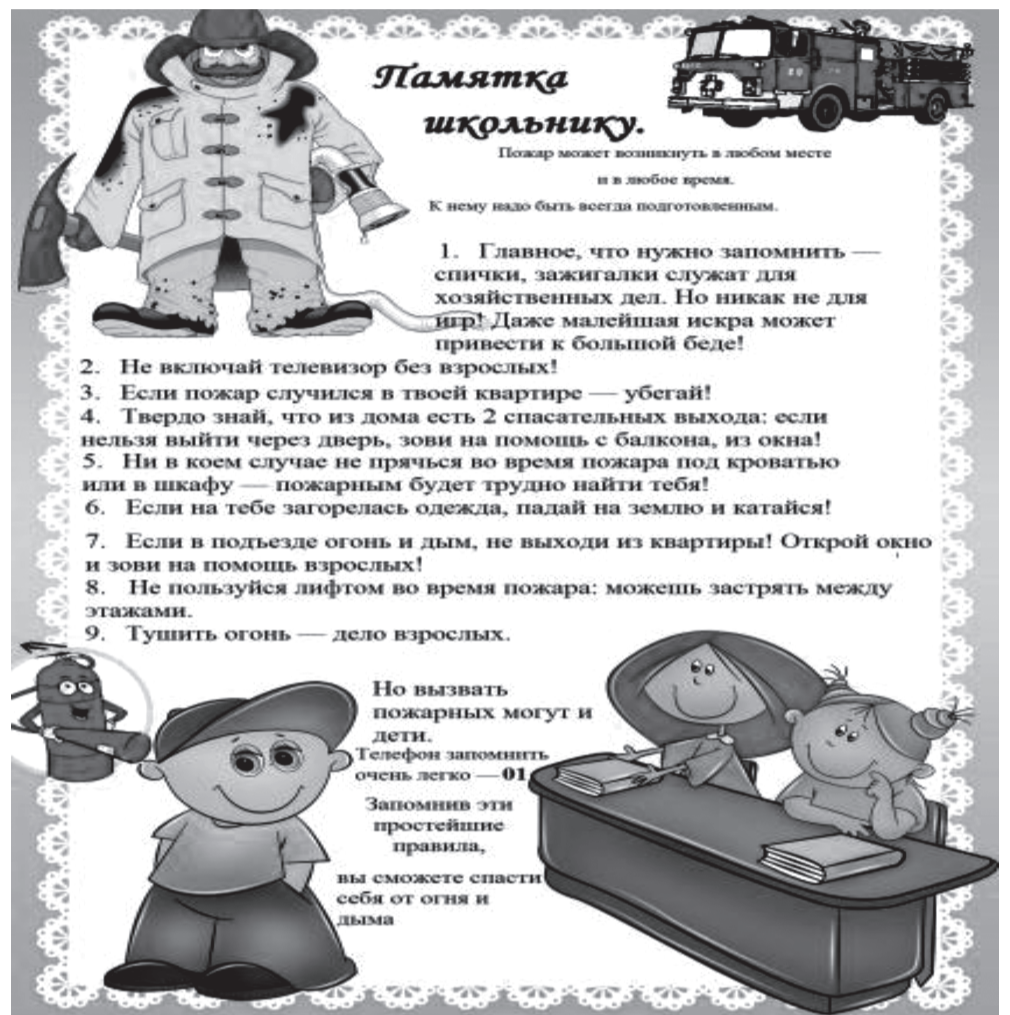 Памятка
школьнику.
Пожар может возникнуть в любом месте
и в любое время.
К нему надо быть всегда подготовленным.
1. Главное, что нужно запомнить —
спички, зажигалки служат для
хозяйственных дел. Но никак не для
игр! Даже малейшая искра может
привести к большой беде!
2. Не включай телевизор без взрослых!
3. Если пожар случился в твоей квартире — убегай!
4. Твердо знай, что из дома есть 2 спасательных выхода: если
нельзя выйти через дверь, зови на помощь с балкона, из окна!
5. Ни в коем случае не прячься во время пожара под кроватью
или в шкафу — пожарным будет трудно найти тебя!
6. Если на тебе загорелась одежда, падай на землю и катайся!
7. Если в подъезде огонь и дым, не выходи из квартиры! Открой окно
и зови на помощь взрослых!
8. Не пользуйся лифтом во время пожара: можешь застрять между
этажами.
9. Тушить огонь — дело взрослых.
Но вызвать
пожарных могут и
дети.
Телефон запомнить
очень легко — 01.
Запомнив эти
простейшие
правила,
вы сможете спасти
себя от огня и
дыма